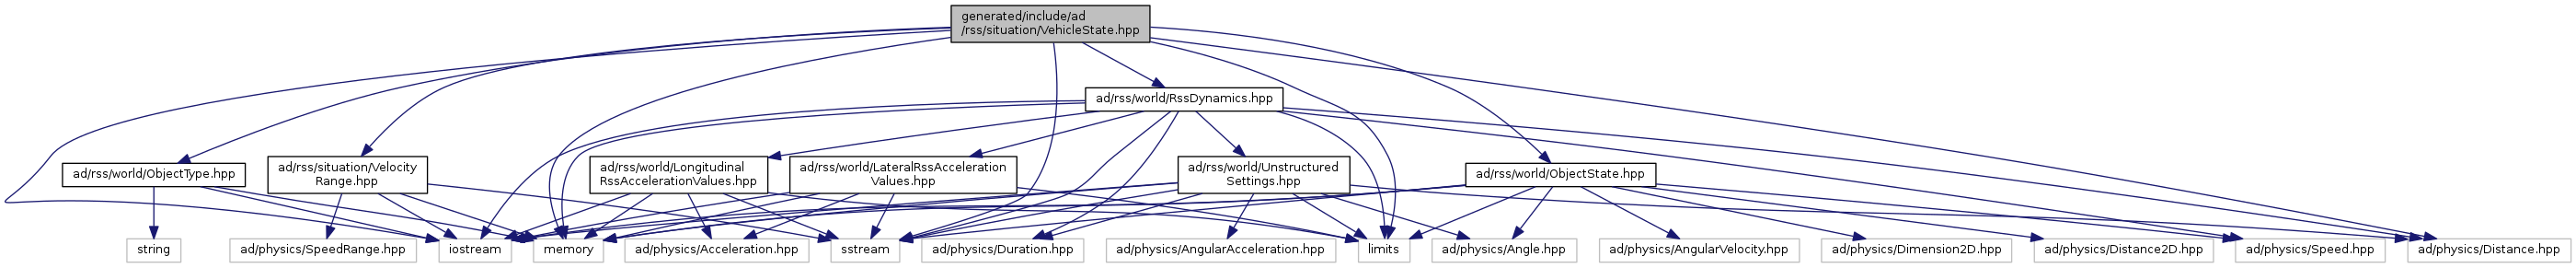 generated/include/ad
/rss/situation/VehicleState.hpp
ad/rss/world/RssDynamics.hpp
ad/rss/world/ObjectType.hpp
ad/rss/situation/Velocity
Range.hpp
ad/rss/world/Longitudinal
RssAccelerationValues.hpp
ad/rss/world/LateralRssAcceleration
Values.hpp
ad/rss/world/Unstructured
Settings.hpp
ad/rss/world/ObjectState.hpp
string
ad/physics/SpeedRange.hpp
iostream
memory
ad/physics/Acceleration.hpp
sstream
ad/physics/Duration.hpp
ad/physics/AngularAcceleration.hpp
limits
ad/physics/Angle.hpp
ad/physics/AngularVelocity.hpp
ad/physics/Dimension2D.hpp
ad/physics/Distance2D.hpp
ad/physics/Speed.hpp
ad/physics/Distance.hpp